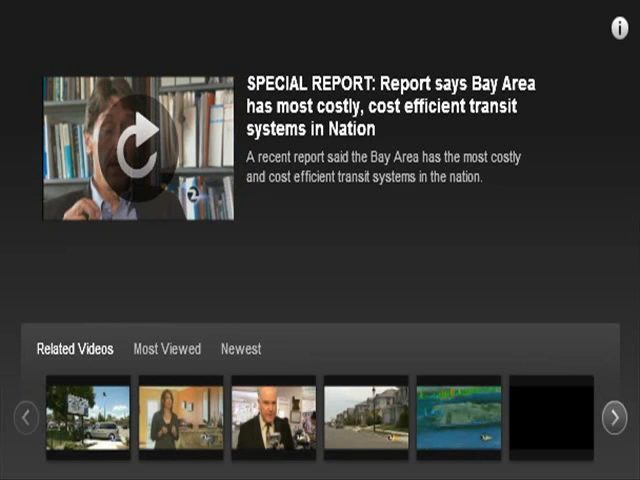 SPECIAL REPORT: Report says Bay Area
has most costly, cost efficient transit
systems in Nation
A recent report said the Bay Area has the most costly
and cost efficient transit systems in the nation.
Related Videos
Most Viewed
Newest